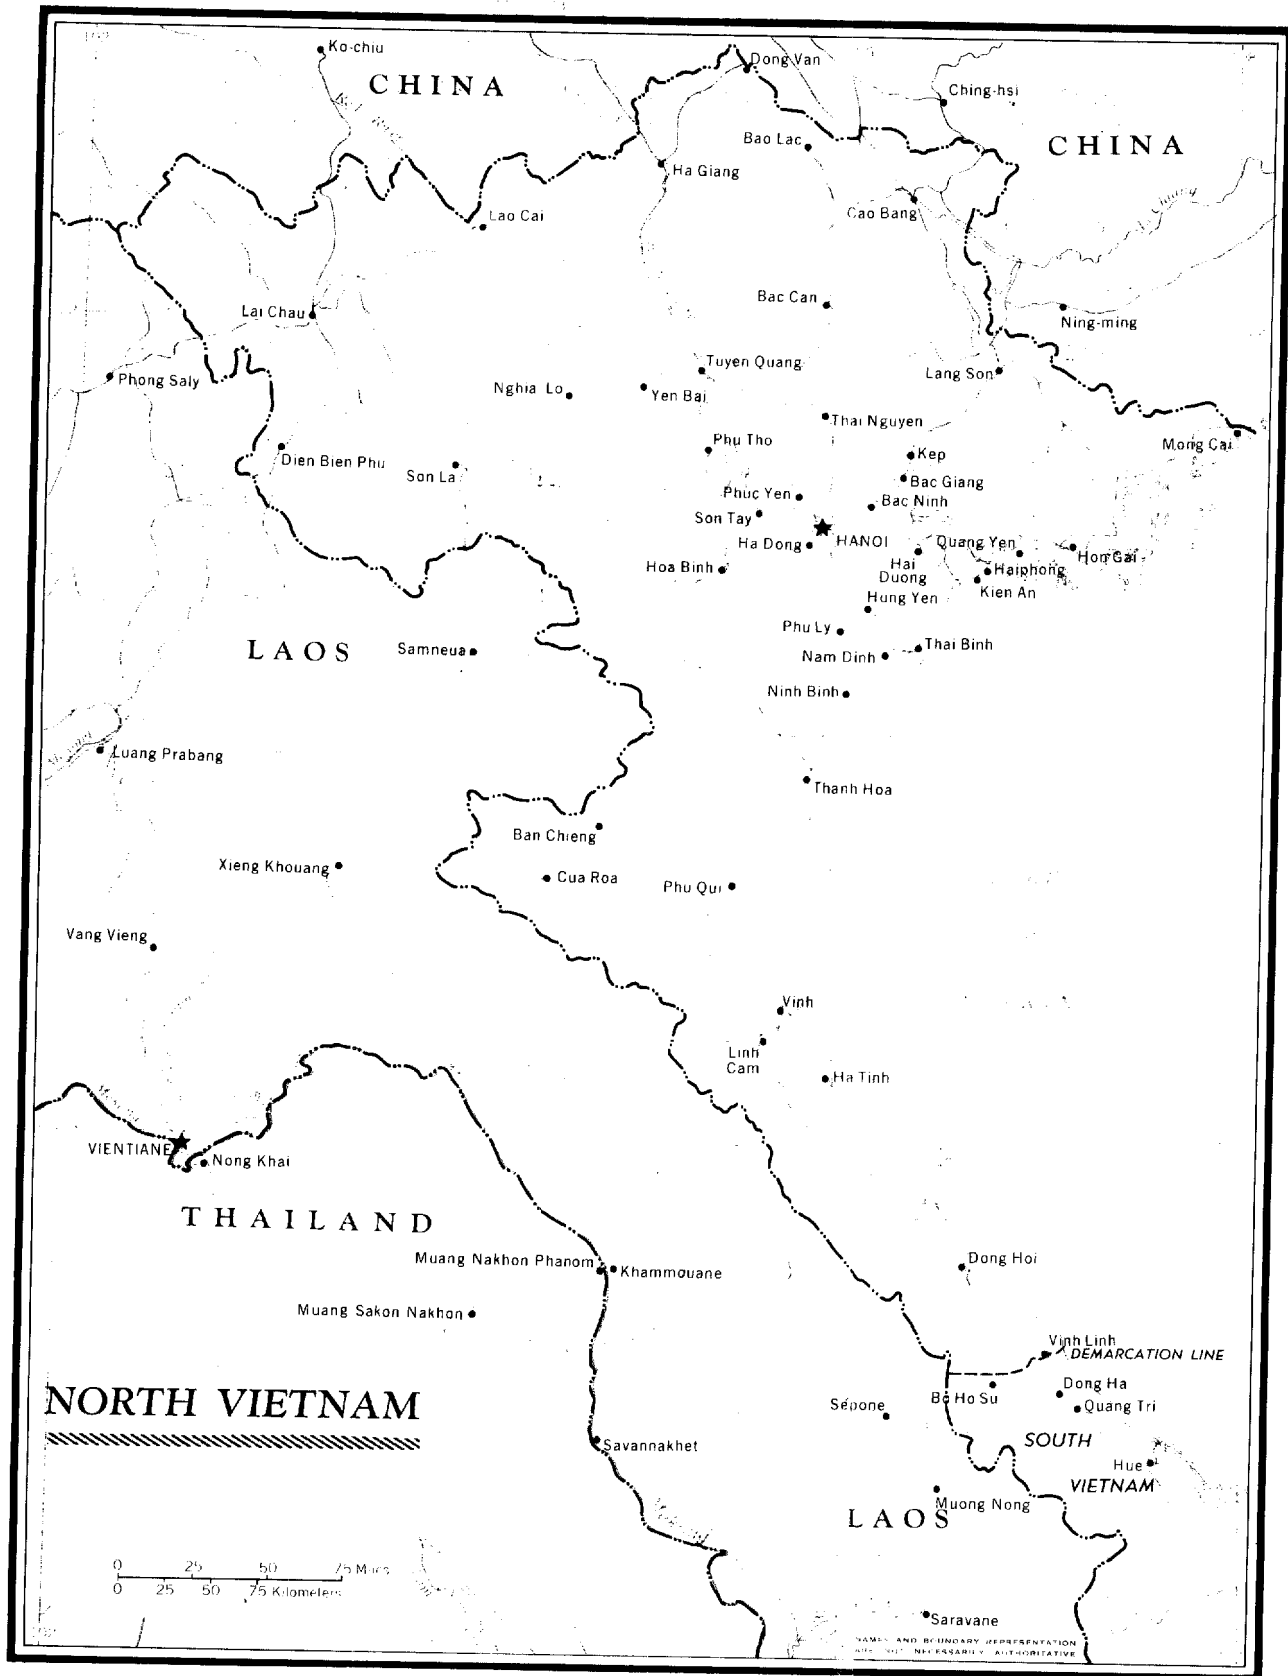 Ko-chiu
CHINA
Dong Van
Ching-hsi
Bao Lac
CHINA
Ha Giang
Lao Cai
Cao Bang
Bac Can
Lai Chau
Ning-ming
Tuyen Quang
Phong Saly
Nghia Lo
Yen Bai
Lang Son
Thai Nguyen
Mong Cai
Phu Tho
Kep
Dien Bien Phu
Son La
Bac Giang
Phuc Yen
Bac Ninh
Son Tay
Ha Dong
HANOI
Quang Yen
Hon Gai
Hoa Binh
Hai
Duong
Haiphong
Kien An
Hung Yen
Phu Ly
LAOS
Samneua
Nam Dinh
Thai Binh
Ninh Binh
Luang Prabang
Thanh Hoa
Ban Chieng
Xieng Khouang
Cua Roa
Phu Qui
Vang Vieng
Vinh
Linh
Cam
Ha Tinh
VIENTIANE
Nong Khai
THAILAND
Muang Nakhon Phanom
Khammouane
Dong Hoi
Muang Sakon Nakhon
Vinh Linh
DEMARCATION LINE
NORTH VIETNAM
Dong Ha
Bo Ho Su
Sepone
Quang Tri
Savannakhet
SOUTH
VIETNAM
Hue
Muong Nong
LAOS
0 25 50 75 Miles
0 25 50 75 Kilometers
Saravane
NAMES AND BOUNDARY REPRESENTATION
ARE NOT NECESSARILY AUTHORITATIVE